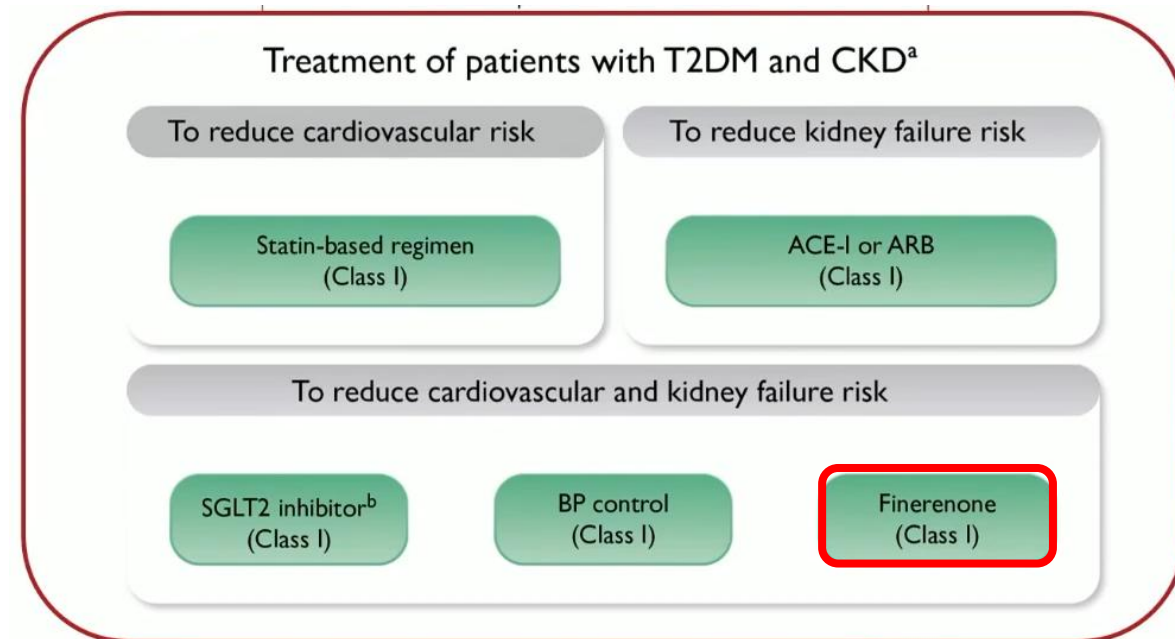 Treatment of patients with T2DM and CKDᵃ
To reduce cardiovascular risk
To reduce kidney failure risk
Statin-based regimen
(Class I)
ACE-I or ARB
(Class I)
To reduce cardiovascular and kidney failure risk
SGLT2 inhibitorᵇ
(Class I)
BP control
(Class I)
Finerenone
(Class I)